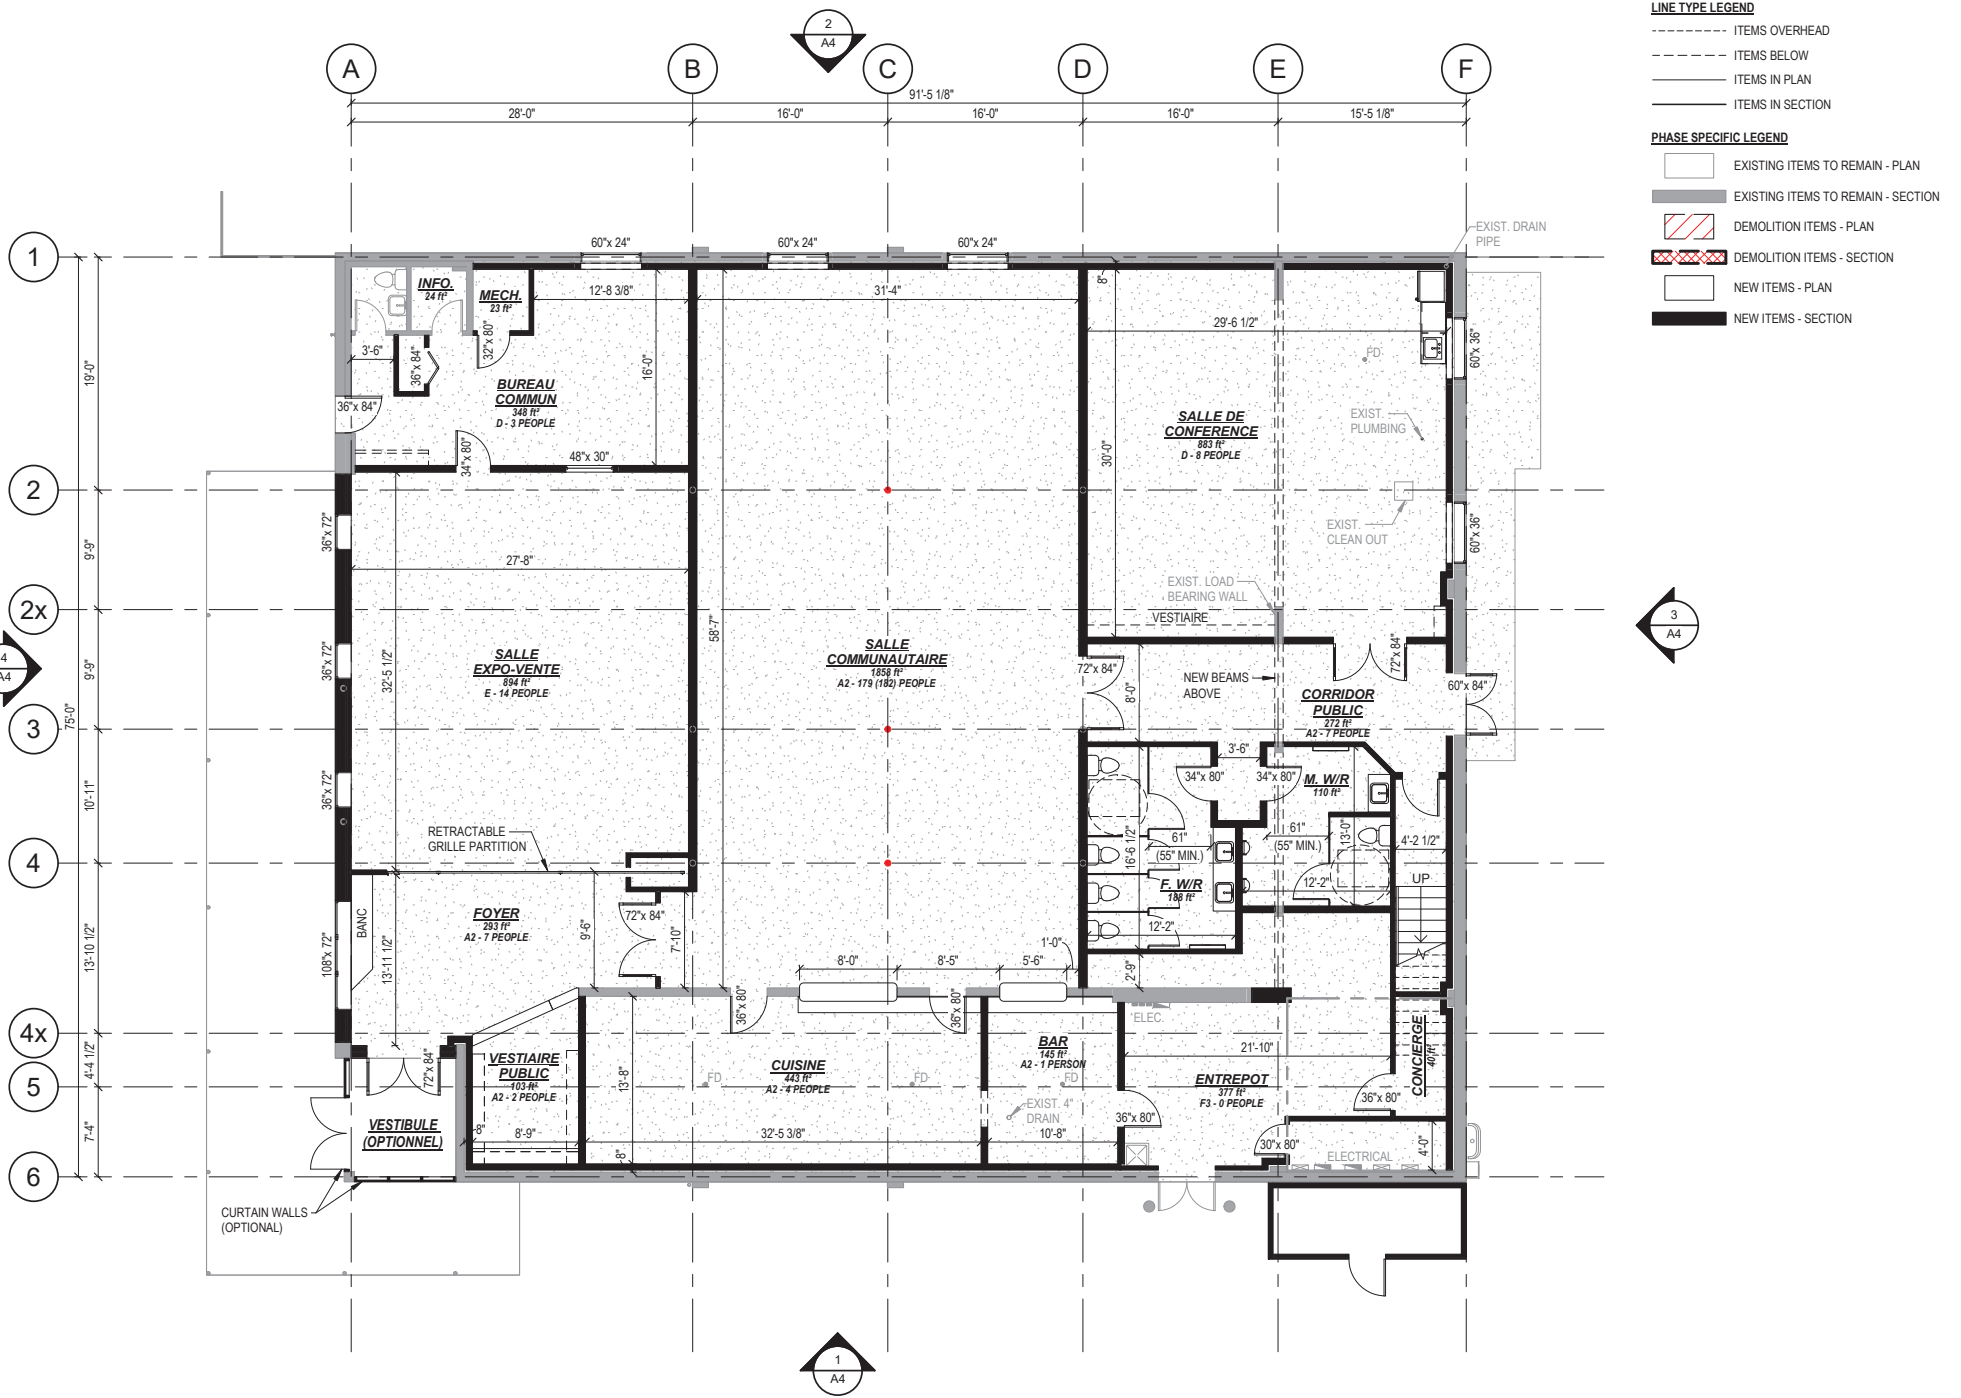 LINE TYPE LEGEND
ITEMS OVERHEAD
ITEMS BELOW
ITEMS IN PLAN
ITEMS IN SECTION
PHASE SPECIFIC LEGEND
EXISTING ITEMS TO REMAIN - PLAN
EXISTING ITEMS TO REMAIN - SECTION
DEMOLITION ITEMS - PLAN
DEMOLITION ITEMS - SECTION
NEW ITEMS - PLAN
NEW ITEMS - SECTION
2
A4
A
B
C
D
E
F
91'-5 1/8"
28'-0"
16'-0"
16'-0"
16'-0"
15'-5 1/8"
1
2
2x
3
4
4x
5
6
75'-0"
19'-0"
9'-9"
9'-9"
10'-11"
13'-10 1/2"
4'-4 1/2"
7'-4"
4
A4
3
A4
1
A4
60"x 24"
60"x 24"
60"x 24"
EXIST. DRAIN
PIPE
INFO.
24 ft²
MECH.
23 ft²
12'-8 3/8"
31'-4"
8"
29'-6 1/2"
3'-6"
36"x 84"
32"x 80"
16'-0"
FD
60"x 36"
36"x 84"
BUREAU
COMMUN
348 ft²
D - 3 PEOPLE
34"x 80"
48"x 30"
SALLE DE
CONFERENCE
883 ft²
D - 8 PEOPLE
30'-0"
EXIST.
PLUMBING
EXIST.
CLEAN OUT
60"x 36"
36"x 72"
27'-8"
EXIST. LOAD
BEARING WALL
VESTIAIRE
58'-7"
32'-5 1/2"
36"x 72"
SALLE
EXPO-VENTE
894 ft²
E - 14 PEOPLE
SALLE
COMMUNAUTAIRE
1858 ft²
A2 - 179 (182) PEOPLE
72"x 84"
8'-0"
NEW BEAMS
ABOVE
72"x 84"
CORRIDOR
PUBLIC
272 ft²
A2 - 7 PEOPLE
60"x 84"
36"x 72"
3'-6"
34"x 80"
34"x 80"
M. W/R
110 ft²
RETRACTABLE
GRILLE PARTITION
16'-6 1/2"
61"
(55" MIN.)
61"
(55" MIN.)
13'-0"
4'-2 1/2"
F. W/R
188 ft²
12'-2"
12'-2"
UP
BANC
108"x 72"
FOYER
293 ft²
A2 - 7 PEOPLE
13'-11 1/2"
9'-6"
72"x 84"
7'-10"
1'-0"
8'-0"
8'-5"
5'-6"
2'-9"
36"x 80"
36"x 80"
ELEC
72"x 84"
VESTIAIRE
PUBLIC
103 ft²
A2 - 2 PEOPLE
13'-8"
CUISINE
443 ft²
A2 - 4 PEOPLE
FD
FD
BAR
145 ft²
A2 - 1 PERSON
FD
21'-10"
ENTREPOT
377 ft²
F3 - 0 PEOPLE
CONCIERGE
40 ft²
36"x 80"
EXIST. 4"
DRAIN
36"x 80"
VESTIBULE
(OPTIONNEL)
8"
8'-9"
8"
32'-5 3/8"
10'-8"
30"x 80"
ELECTRICAL
4'-0"
CURTAIN WALLS
(OPTIONAL)